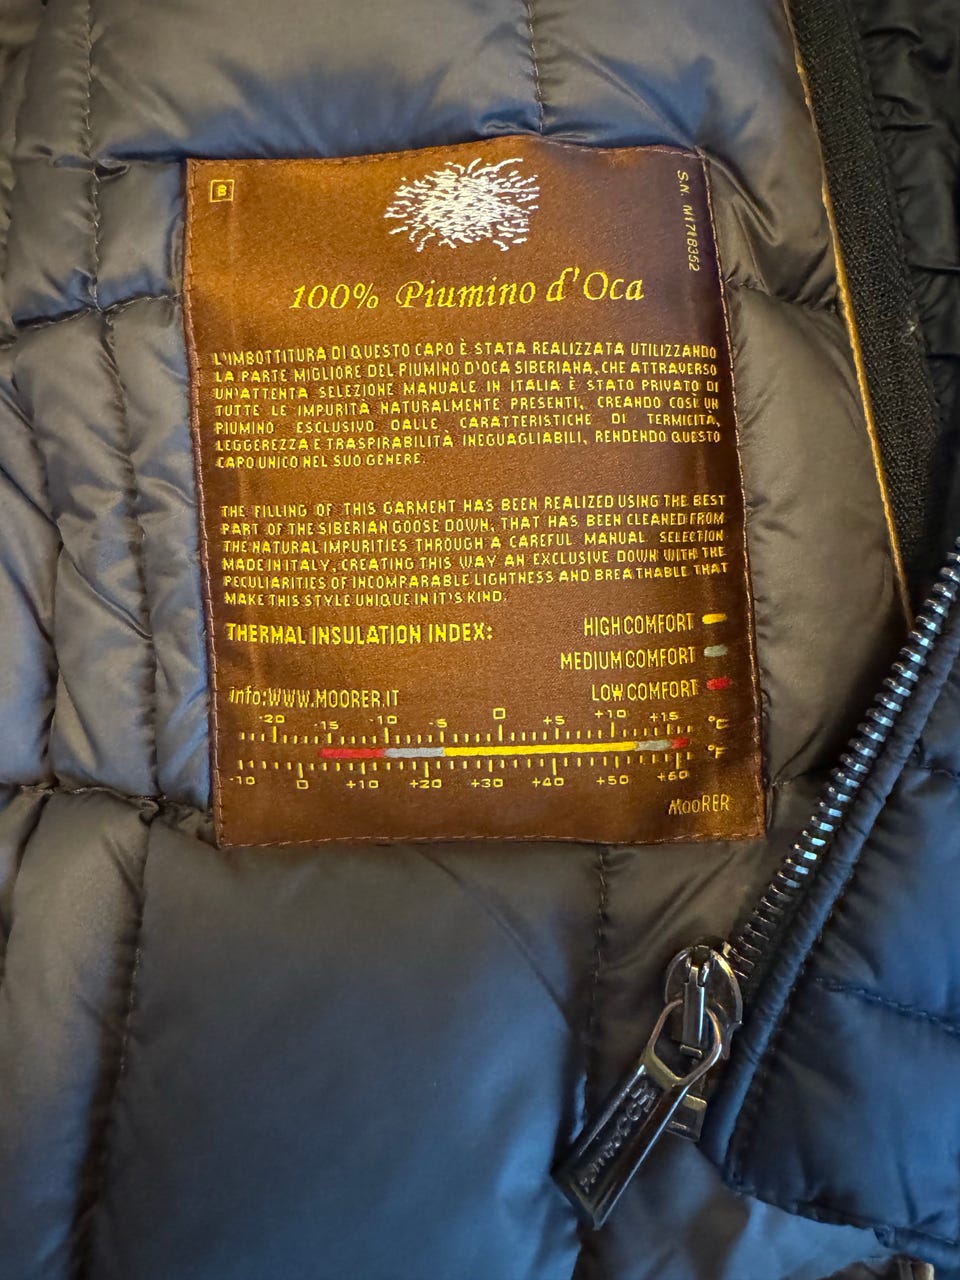 S.N. M1718352
100% Piumino d'Oca
L'IMBOTTITURA DI QUESTO CAPO È STATA REALIZZATA UTILIZZANDO
LA PARTE MIGLIORE DEL PIUMINO D'OCA SIBERIANA, CHE ATTRAVERSO
UN'ATTENTA SELEZIONE MANUALE IN ITALIA È STATO PRIVATO DI
TUTTE LE IMPURITÀ NATURALMENTE PRESENTI, CREANDO COSÌ UN
PIUMINO ESCLUSIVO DALLE CARATTERISTICHE DI TERMICITÀ,
LEGGEREZZA E TRASPIRABILITÀ INEGUAGLIABILI, RENDENDO QUESTO
CAPO UNICO NEL SUO GENERE.
THE FILLING OF THIS GARMENT HAS BEEN REALIZED USING THE BEST
PART OF THE SIBERIAN GOOSE DOWN, THAT HAS BEEN CLEANED FROM
THE NATURAL IMPURITIES THROUGH A CAREFUL MANUAL SELECTION
MADE IN ITALY, CREATING THIS WAY AN EXCLUSIVE DOWN WITH THE
PECULIARITIES OF INCOMPARABLE LIGHTNESS AND BREATHABLE THAT
MAKE THIS STYLE UNIQUE IN IT'S KIND.
THERMAL INSULATION INDEX: HIGH COMFORT
MEDIUM COMFORT
info:WWW.MOORER.IT LOW COMFORT
-20 -15 -10 -5 0 +5 +10 +15 °C
°F
-10 0 +10 +20 +30 +40 +50 +60
MOORER